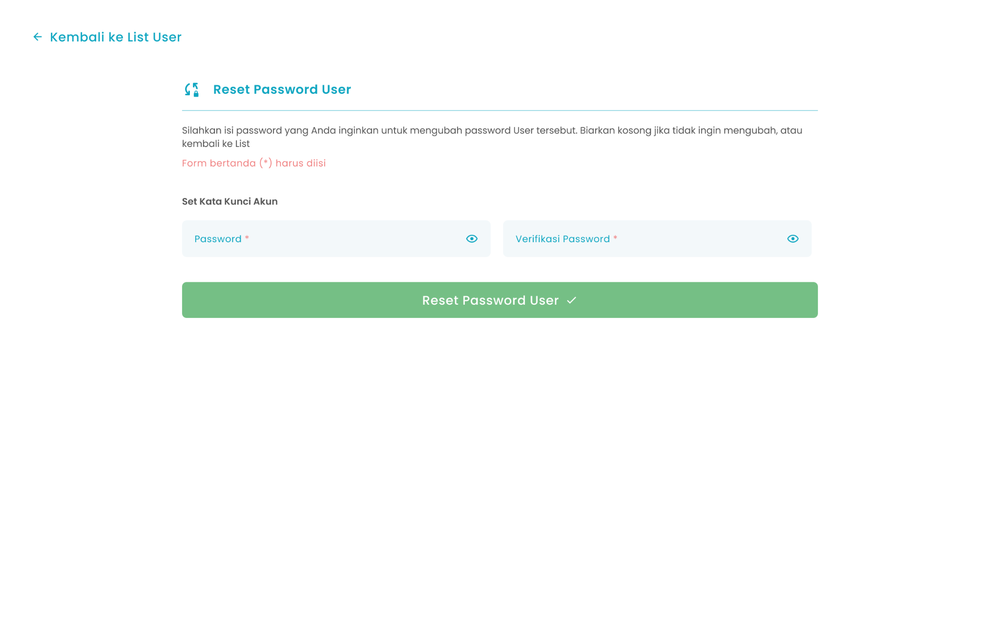 Kembali ke List User
Reset Password User
Silahkan isi password yang Anda inginkan untuk mengubah password User tersebut. Biarkan kosong jika tidak ingin mengubah, atau
kembali ke List
Form bertanda (*) harus diisi
Set Kata Kunci Akun
Password *
Verifikasi Password *
Reset Password User